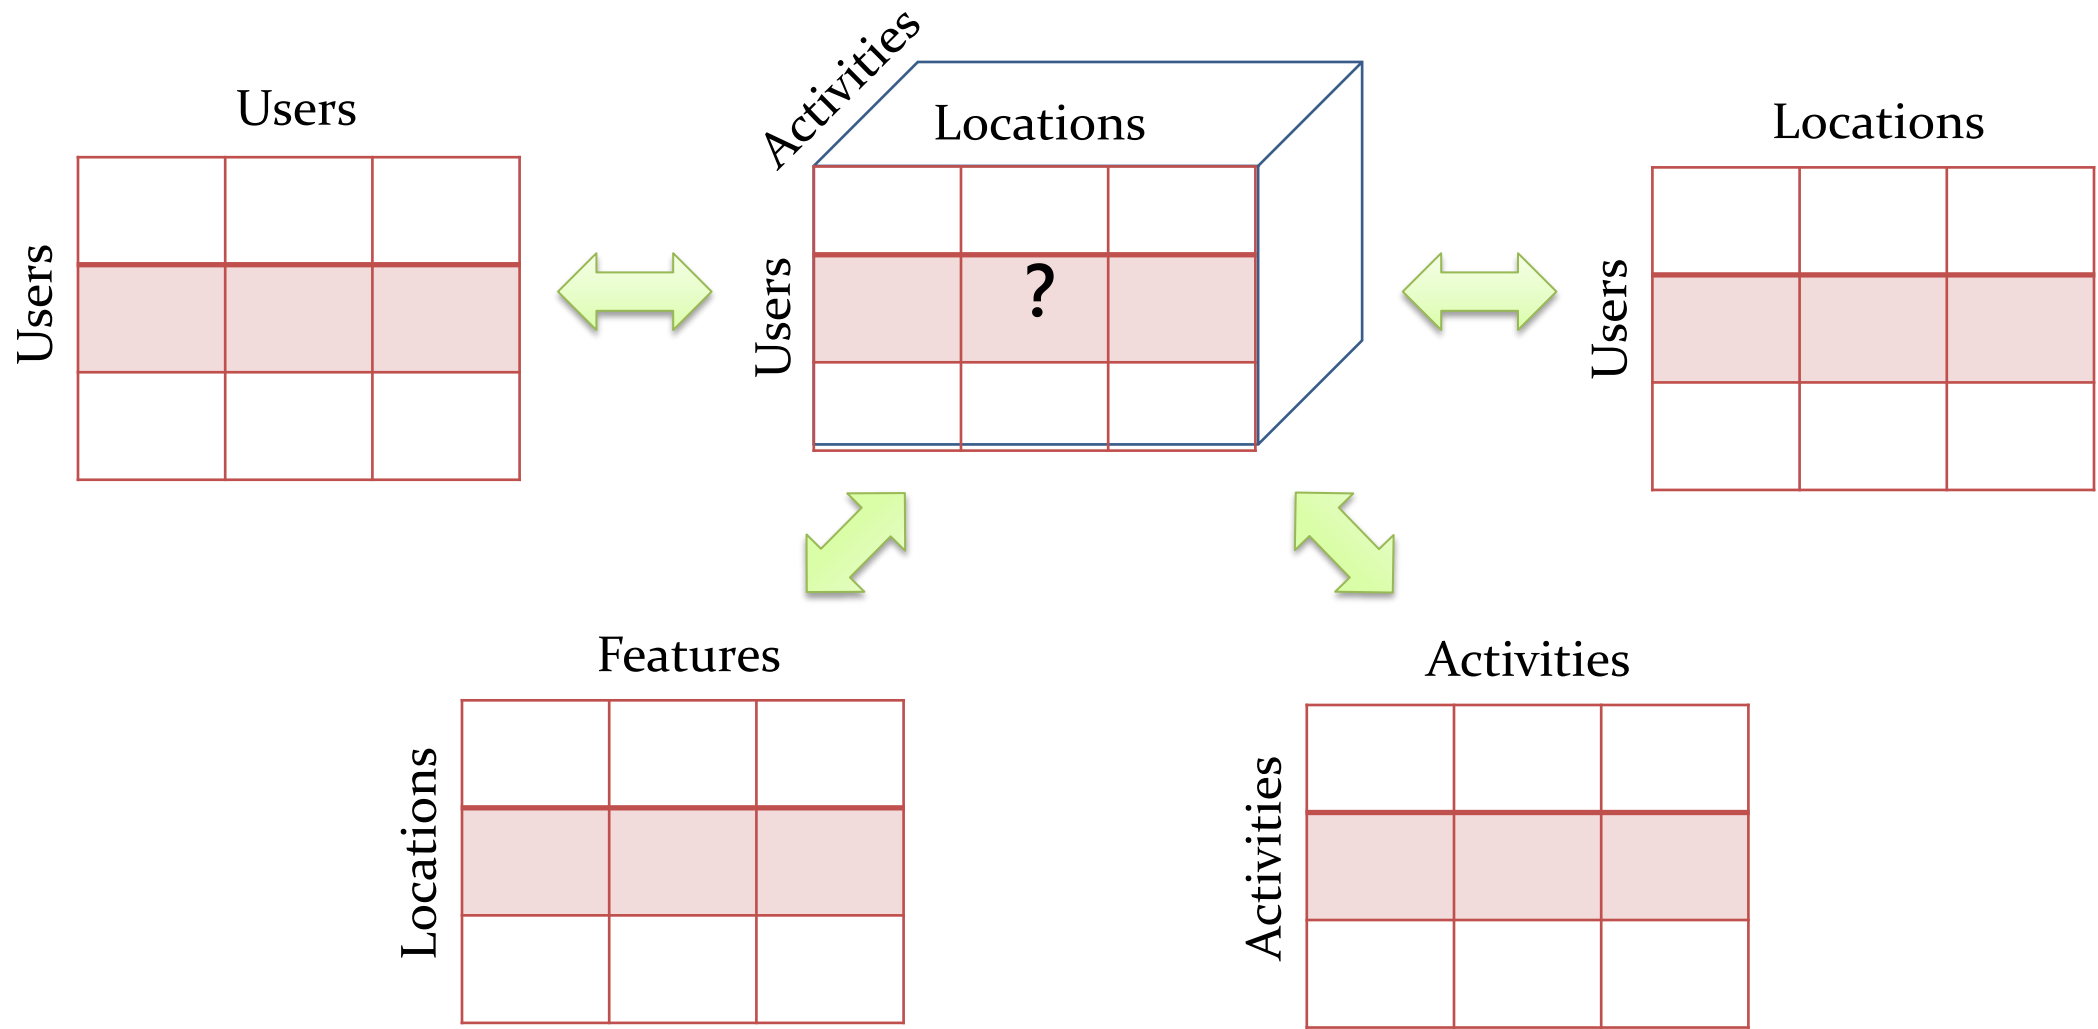 Users
Users
Activities
Locations
Users
?
Locations
Users
Features
Locations
Activities
Activities